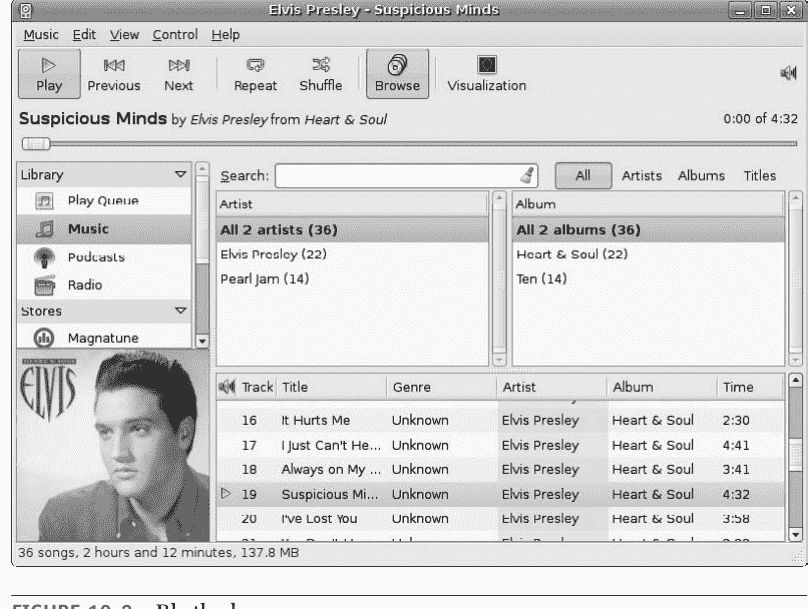 Elvis Presley - Suspicious Minds
Music Edit View Control Help
Play Previous Next Repeat Shuffle Browse Visualization
Suspicious Minds by Elvis Presley from Heart & Soul 0:00 of 4:32
Library
Play Queue
Music
Podcasts
Radio
Stores
Magnatune
ELVIS
Search: All Artists Albums Titles
Artist Album
All 2 artists (36) All 2 albums (36)
Elvis Presley (22) Heart & Soul (22)
Pearl Jam (14) Ten (14)
Track Title Genre Artist Album Time
16 It Hurts Me Unknown Elvis Presley Heart & Soul 2:30
17 I Just Can't He... Unknown Elvis Presley Heart & Soul 4:41
18 Always on My ... Unknown Elvis Presley Heart & Soul 3:41
19 Suspicious Mi... Unknown Elvis Presley Heart & Soul 4:32
20 I've Lost You Unknown Elvis Presley Heart & Soul 3:58
36 songs, 2 hours and 12 minutes, 137.8 MB